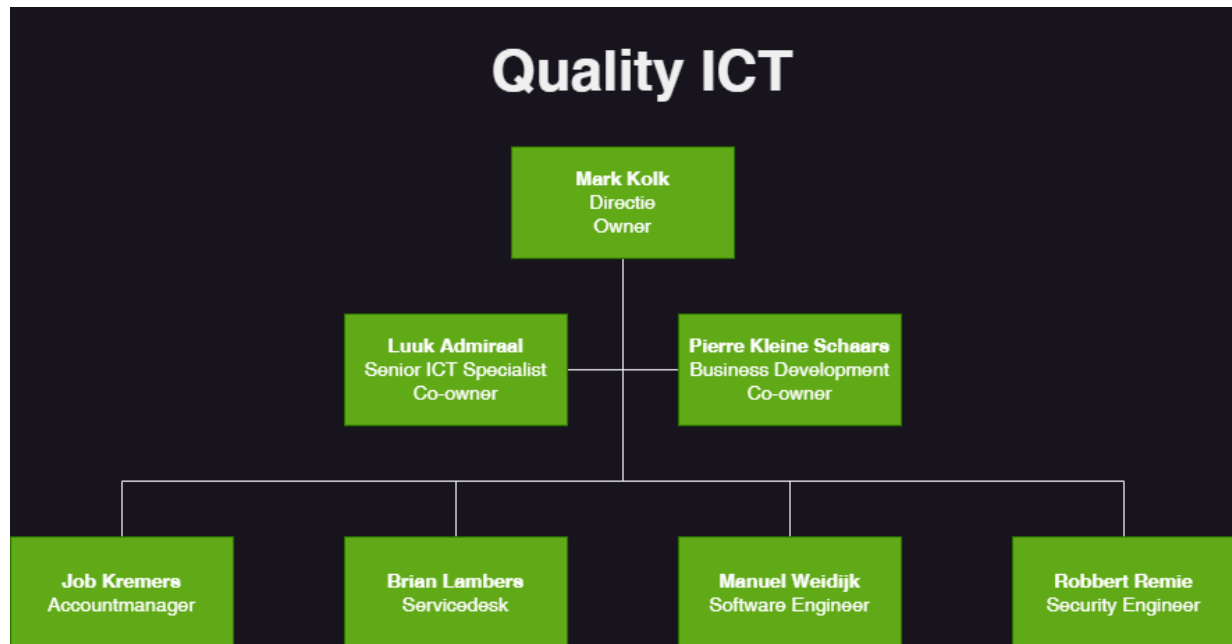 Quality ICT
Mark Kolk
Directie
Owner
Luuk Admiraal
Senior ICT Specialist
Co-owner
Pierre Kleine Schaars
Business Development
Co-owner
Job Kremers
Accountmanager
Brian Lambers
Servicedesk
Manuel Weidijk
Software Engineer
Robbert Remie
Security Engineer